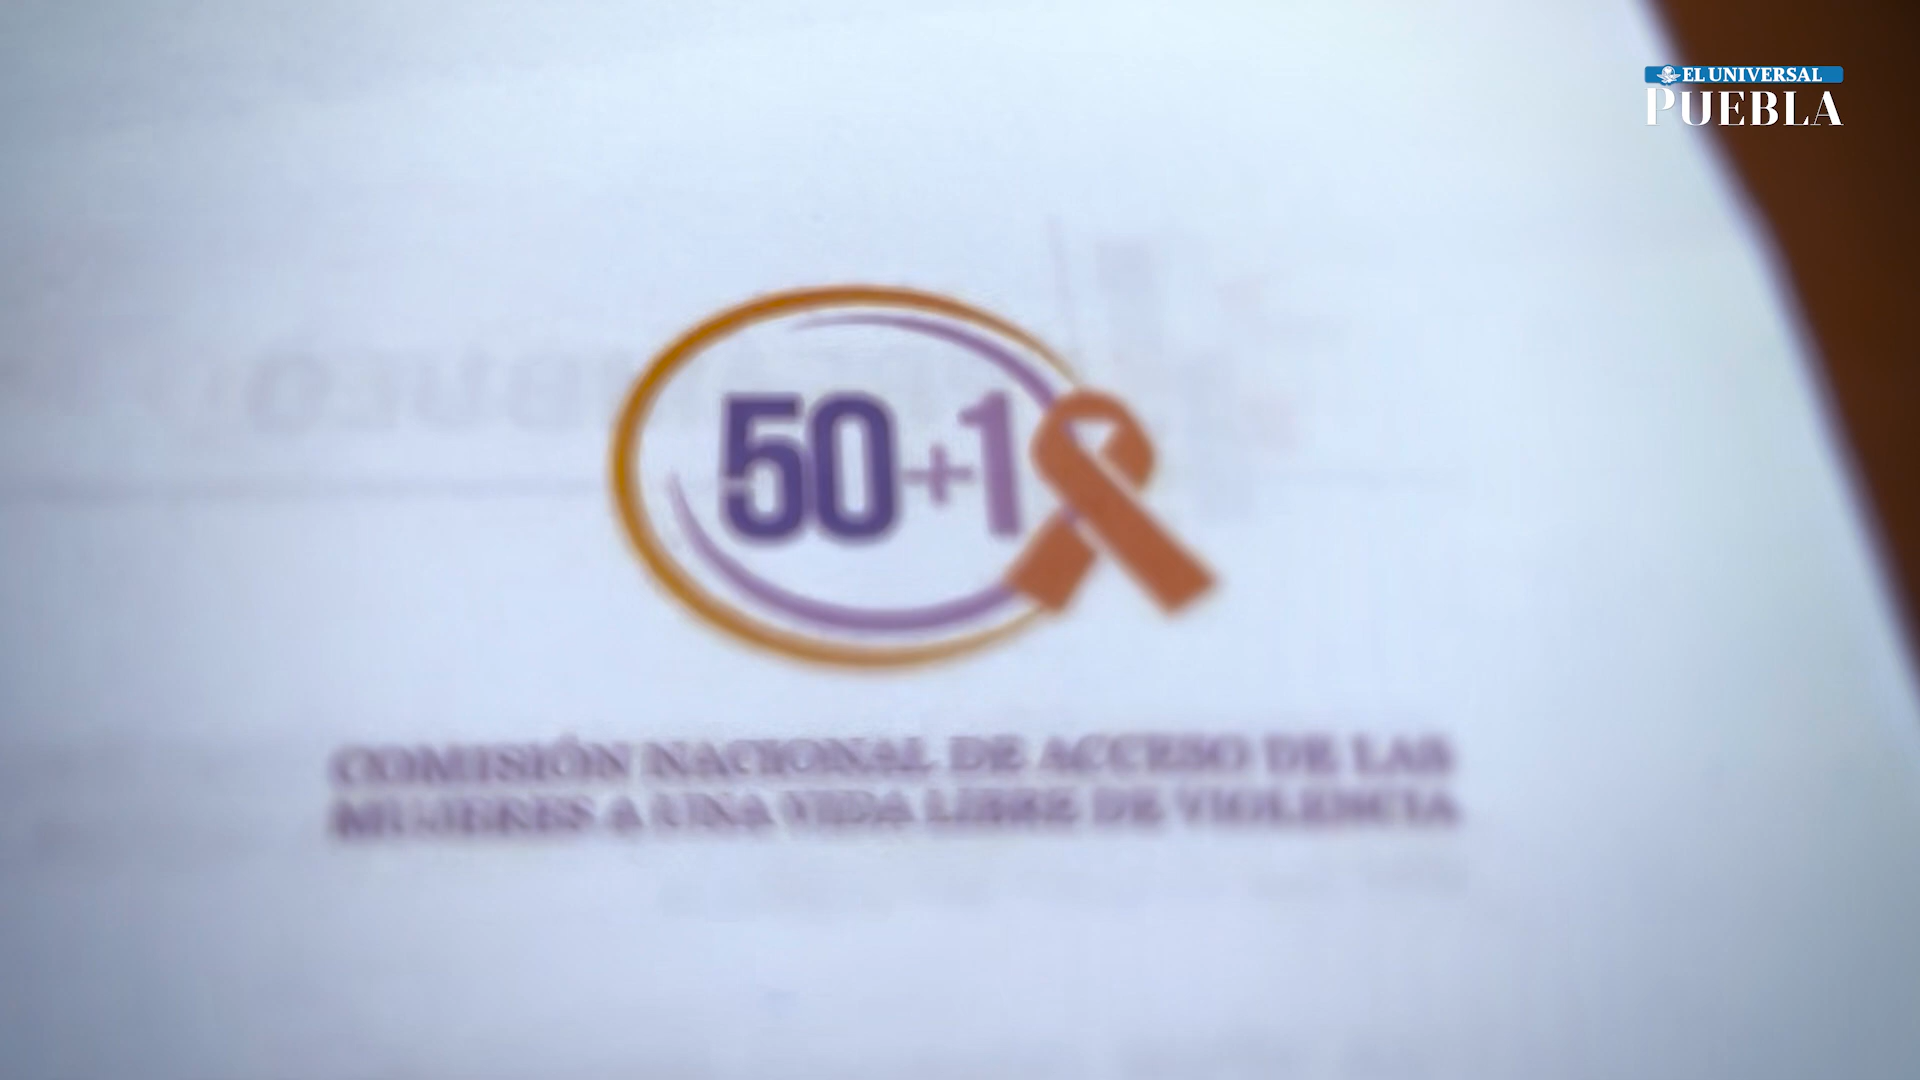 EL UNIVERSAL
PUEBLA
50+1
COMISIÓN NACIONAL DE ACCESO DE LAS
MUJERES A UNA VIDA LIBRE DE VIOLENCIA